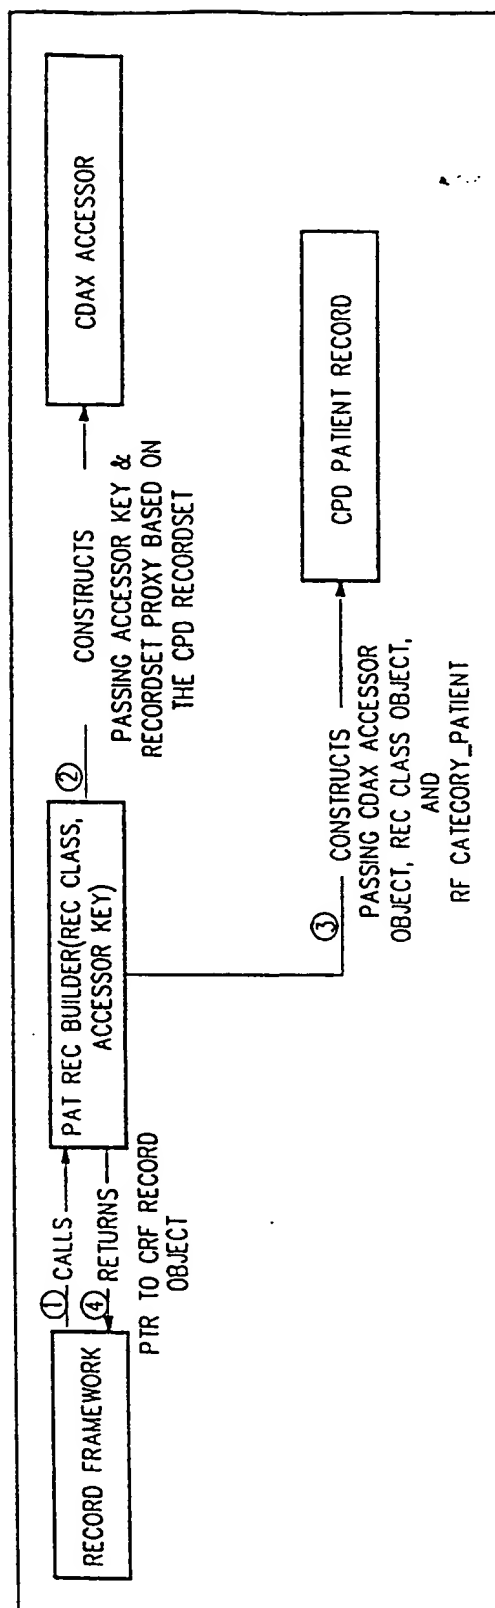 RECORD FRAMEWORK
① CALLS
④ RETURNS
PTR TO CRF RECORD
OBJECT
PAT REC BUILDER(REC CLASS,
ACCESSOR KEY)
②
CONSTRUCTS
PASSING ACCESSOR KEY &
RECORDSET PROXY BASED ON
THE CPD RECORDSET
CDAX ACCESSOR
③
CONSTRUCTS
PASSING CDAX ACCESSOR
OBJECT, REC CLASS OBJECT,
AND
RF CATEGORY_PATIENT
CPD PATIENT RECORD